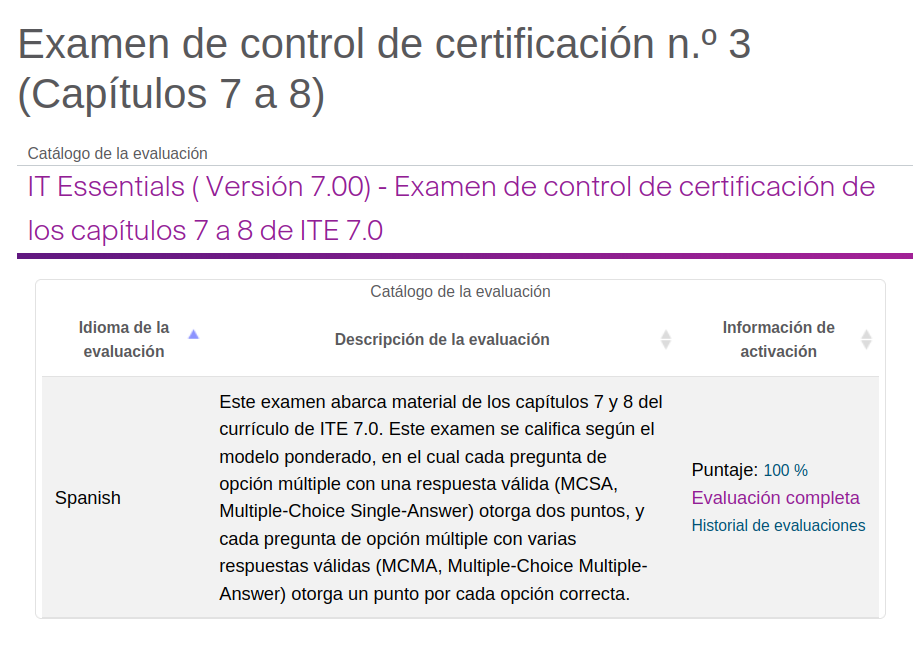 Examen de control de certificación n.º 3
(Capítulos 7 a 8)
Catálogo de la evaluación
IT Essentials ( Versión 7.00) - Examen de control de certificación de
los capítulos 7 a 8 de ITE 7.0
Catálogo de la evaluación
Idioma de la
evaluación
Descripción de la evaluación
Información de
activación
Spanish
Este examen abarca material de los capítulos 7 y 8 del
currículo de ITE 7.0. Este examen se califica según el
modelo ponderado, en el cual cada pregunta de
opción múltiple con una respuesta válida (MCSA,
Multiple-Choice Single-Answer) otorga dos puntos, y
cada pregunta de opción múltiple con varias
respuestas válidas (MCMA, Multiple-Choice Multiple-
Answer) otorga un punto por cada opción correcta.
Puntaje: 100 %
Evaluación completa
Historial de evaluaciones